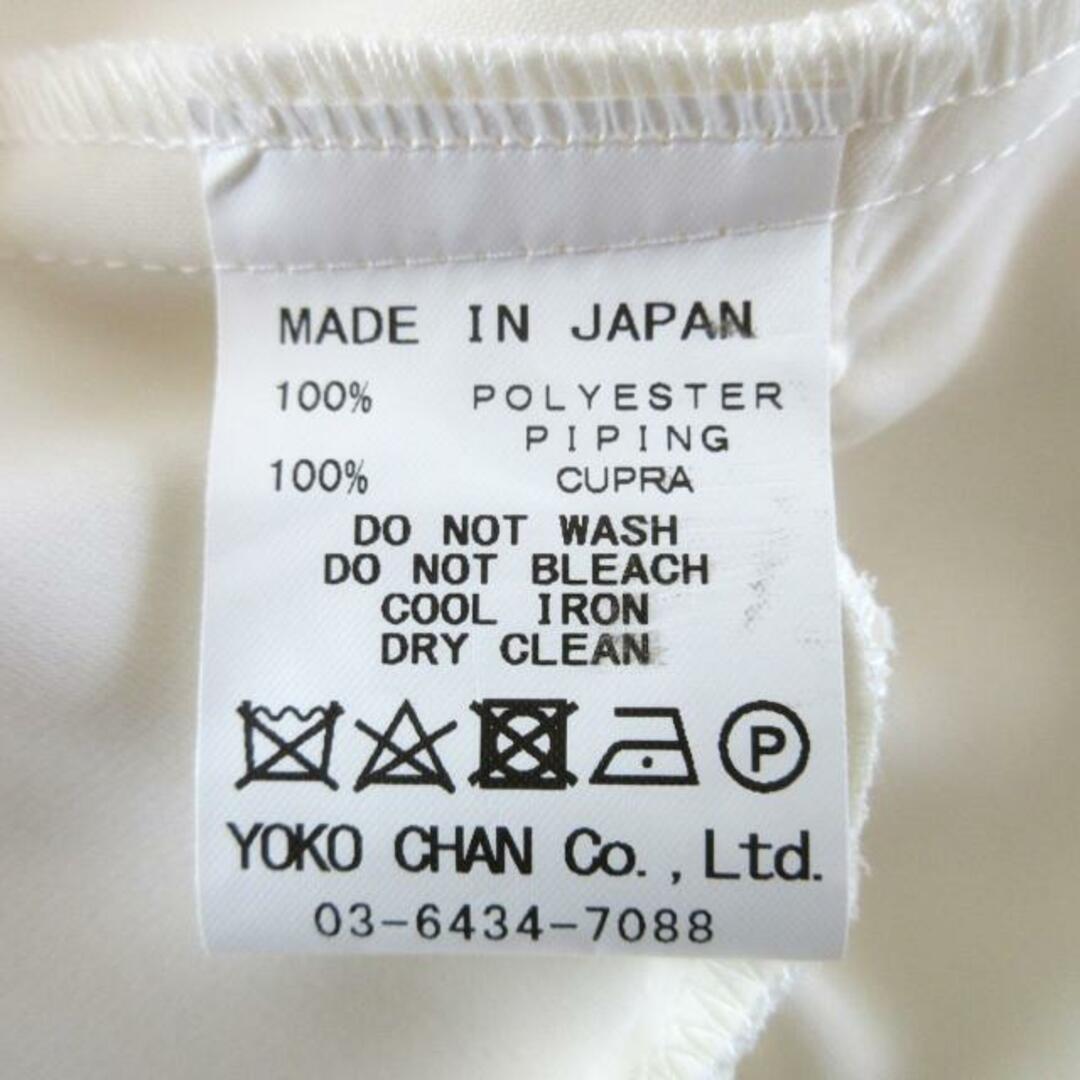 MADE IN JAPAN
100% POLYESTER
PIPING
100% CUPRA
DO NOT WASH
DO NOT BLEACH
COOL IRON
DRY CLEAN
P
YOKO CHAN Co., Ltd.
03-6434-7088